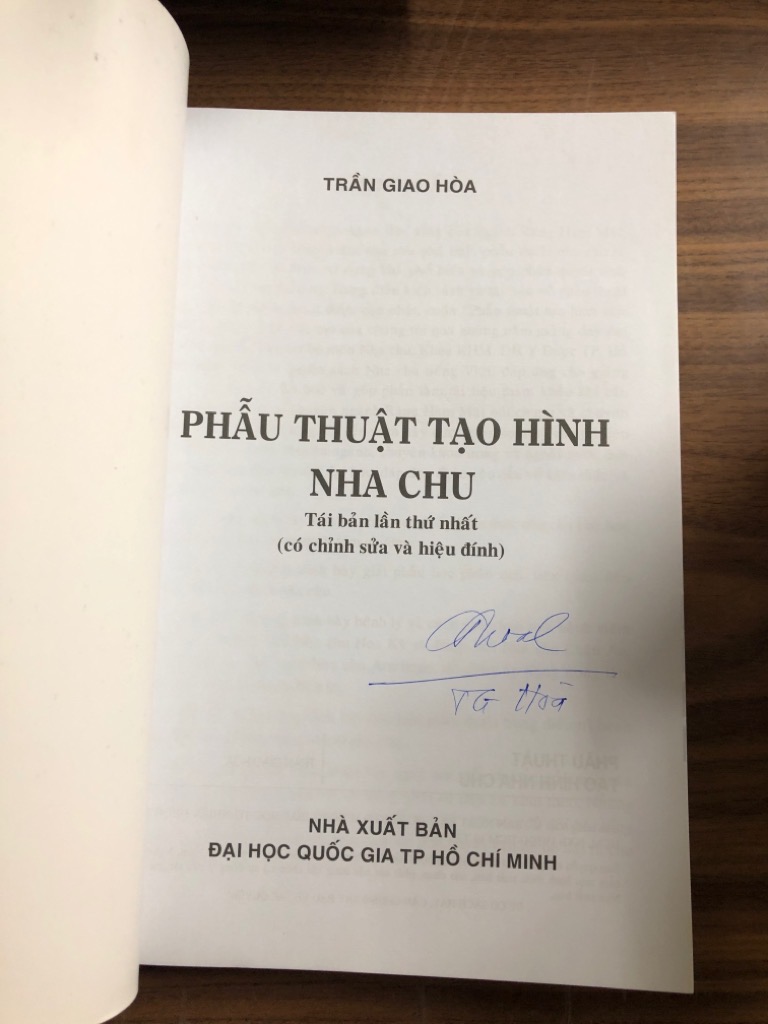 TRẦN GIAO HÒA
PHẪU THUẬT TẠO HÌNH
NHA CHU
Tái bản lần thứ nhất
(có chỉnh sửa và hiệu đính)
TG Hoà
NHÀ XUẤT BẢN
ĐẠI HỌC QUỐC GIA TP HỒ CHÍ MINH